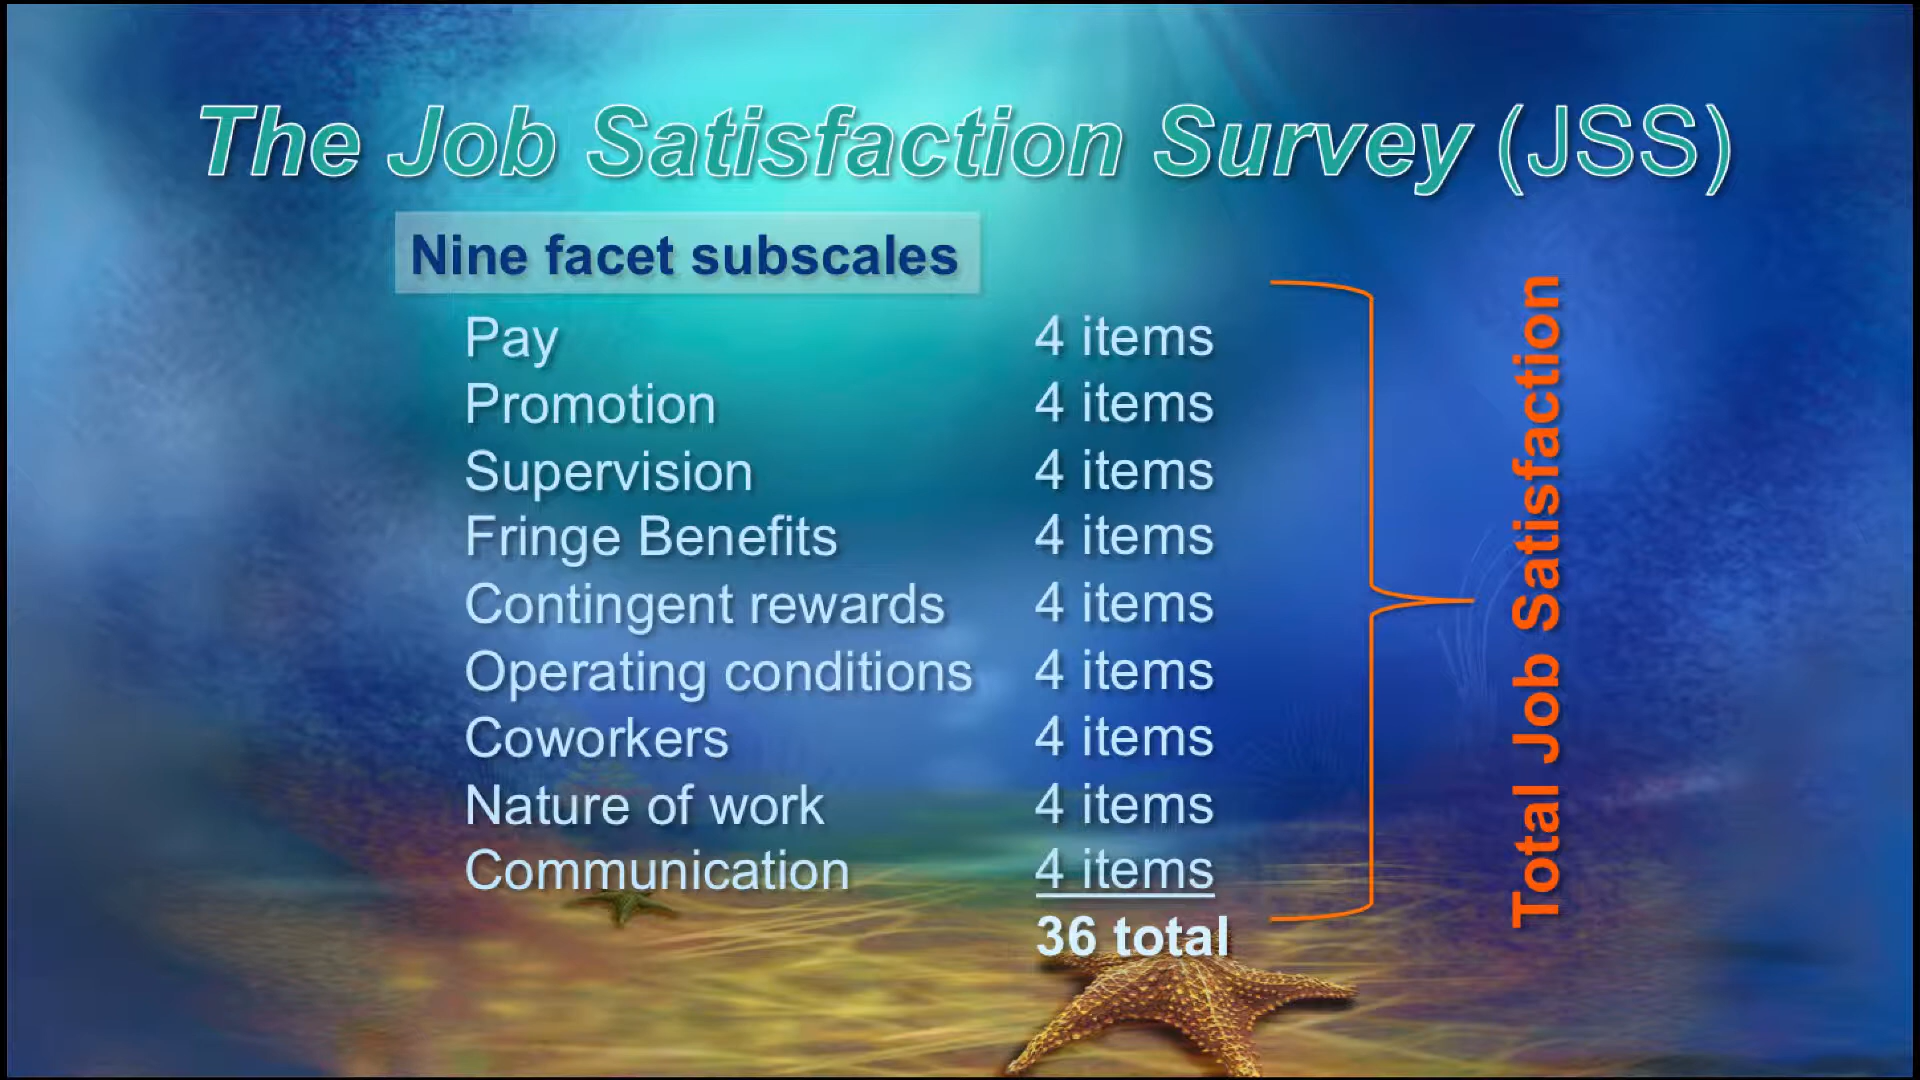 The Job Satisfaction Survey (JSS)
Nine facet subscales
Pay 4 items
Promotion 4 items
Supervision 4 items
Fringe Benefits 4 items
Contingent rewards 4 items
Operating conditions 4 items
Coworkers 4 items
Nature of work 4 items
Communication 4 items
36 total
Total Job Satisfaction